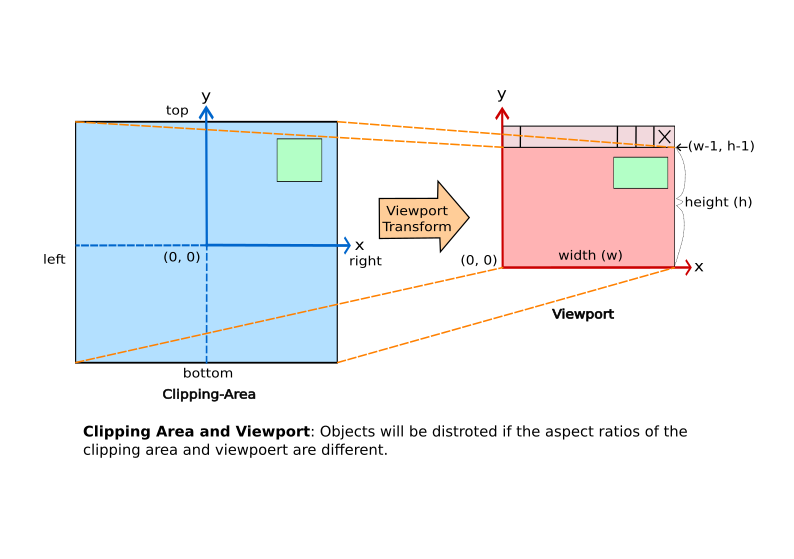 y
top
left
(0, 0)
x
right
bottom
Clipping-Area
Viewport
Transform
y
X
(w-1, h-1)
height (h)
width (w)
(0, 0)
x
Viewport
Clipping Area and Viewport: Objects will be distroted if the aspect ratios of the
clipping area and viewpoert are different.